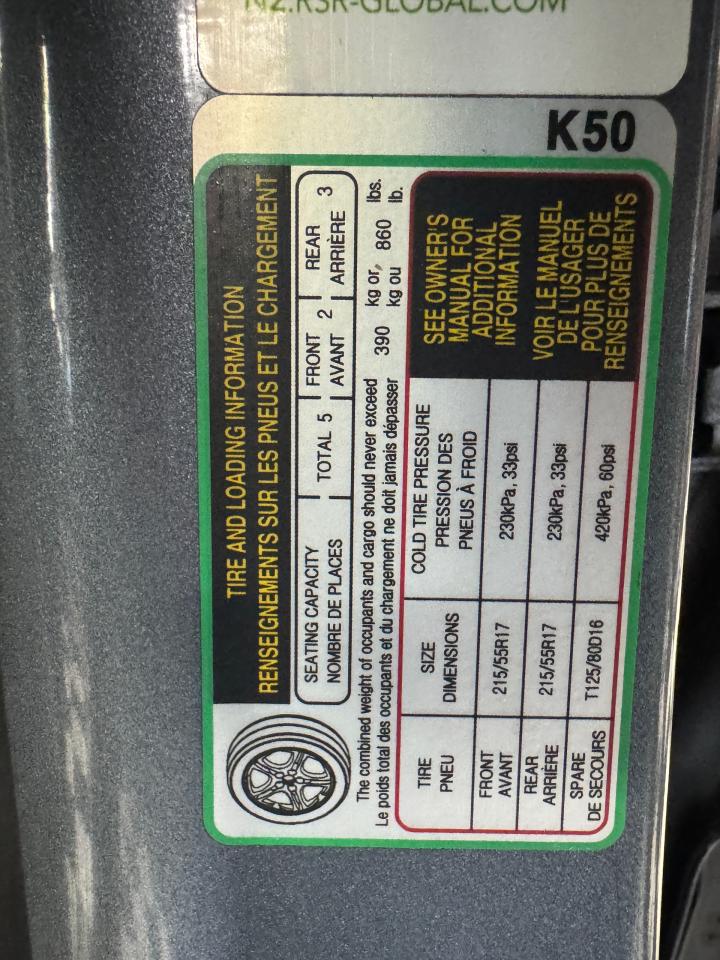 N2.RSR-GLOBAL.COM
K50
TIRE AND LOADING INFORMATION
RENSEIGNEMENTS SUR LES PNEUS ET LE CHARGEMENT
SEATING CAPACITY
NOMBRE DE PLACES
TOTAL 5
FRONT
AVANT
2
REAR
ARRIÈRE
3
The combined weight of occupants and cargo should never exceed 390 kg or, 860 lbs.
Le poids total des occupants et du chargement ne doit jamais dépasser kg ou lb.
TIRE
PNEU
SIZE
DIMENSIONS
COLD TIRE PRESSURE
PRESSION DES
PNEUS À FROID
FRONT
AVANT
215/55R17
230kPa, 33psi
REAR
ARRIÈRE
215/55R17
230kPa, 33psi
SPARE
DE SECOURS
T125/80D16
420kPa, 60psi
SEE OWNER'S
MANUAL FOR
ADDITIONAL
INFORMATION
VOIR LE MANUEL
DE L'USAGER
POUR PLUS DE
RENSEIGNEMENTS